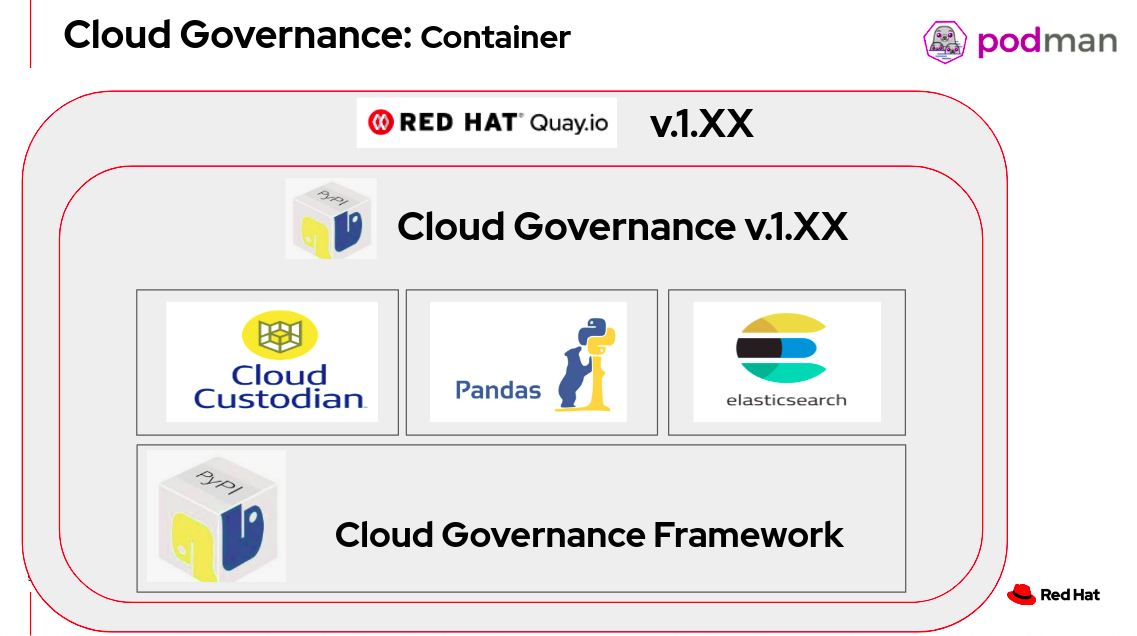 Cloud Governance: Container
podman
RED HAT® Quay.io
v.1.XX
PyPI
Cloud Governance v.1.XX
Cloud
Custodian
Pandas
elasticsearch
PyPI
Cloud Governance Framework
Red Hat